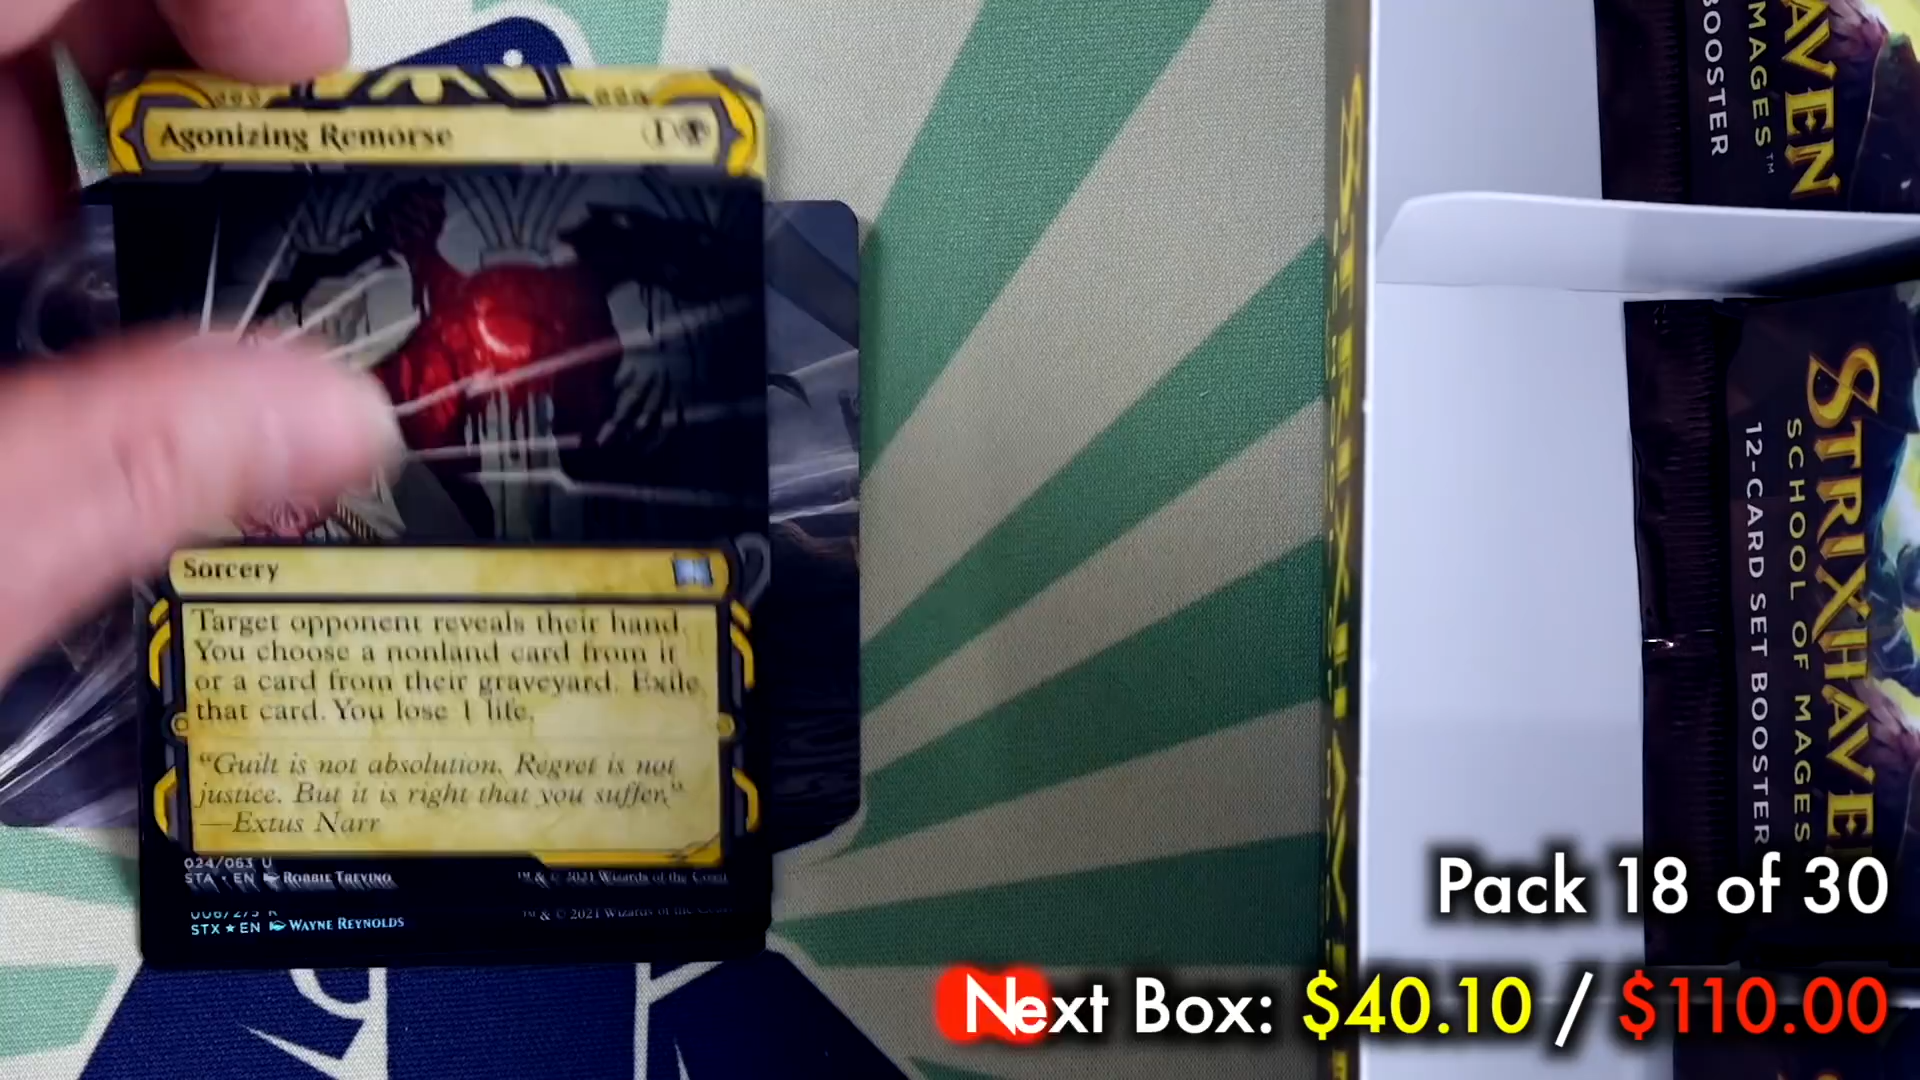 Agonizing Remorse
1
Sorcery
Target opponent reveals their hand.
You choose a nonland card from it
or a card from their graveyard. Exile
that card. You lose 1 life.
"Guilt is not absolution. Regret is not
justice. But it is right that you suffer."
—Extus Narr
024/063 U
STA • EN ROBBIE TREVINO
™ & © 2021 Wizards of the Coast
STX ★ EN WAYNE REYNOLDS
™ & © 2021 Wizards of the
STRIXHAVEN
AVEN
MAGES™
BOOSTER
STRIXHAVE
SCHOOL OF MAGES
12-CARD SET BOOSTER
Pack 18 of 30
Next Box: $40.10 / $110.00